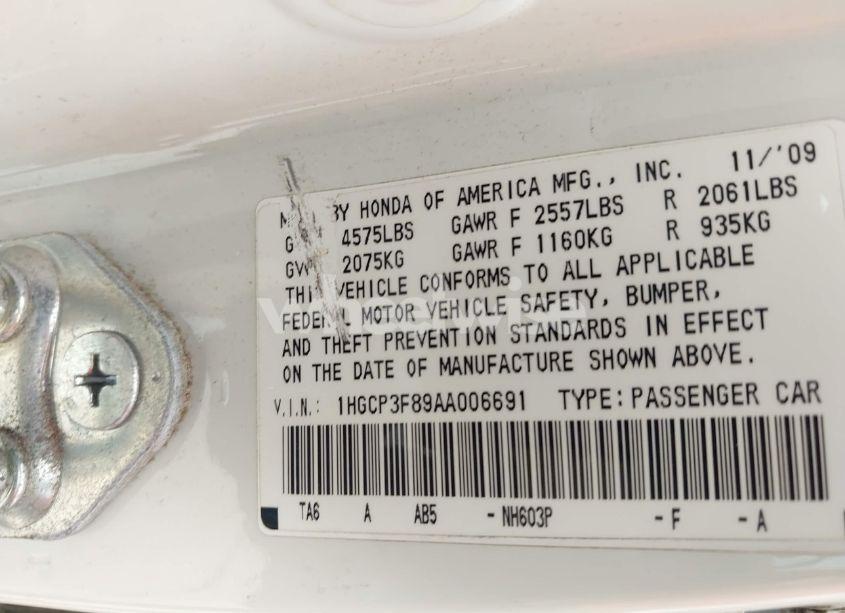 BY HONDA OF AMERICA MFG., INC. 11/'09
4575LBS GAWR F 2557LBS R 2061LBS
2075KG GAWR F 1160KG R 935KG
VEHICLE CONFORMS TO ALL APPLICABLE
MOTOR VEHICLE SAFETY, BUMPER,
AND THEFT PREVENTION STANDARDS IN EFFECT
ON THE DATE OF MANUFACTURE SHOWN ABOVE.
V.I.N.: 1HGCP3F89AA006691 TYPE: PASSENGER CAR
TA6 A AB5 - NH603P - F - A